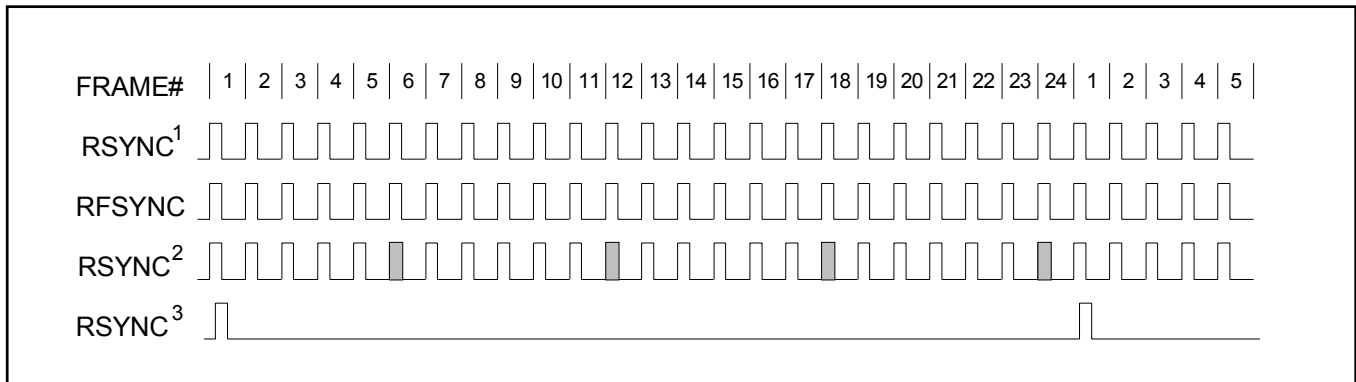 FRAME# 1 2 3 4 5 6 7 8 9 10 11 12 13 14 15 16 17 18 19 20 21 22 23 24 1 2 3 4 5
RSYNC¹
RFSYNC
RSYNC²
RSYNC³